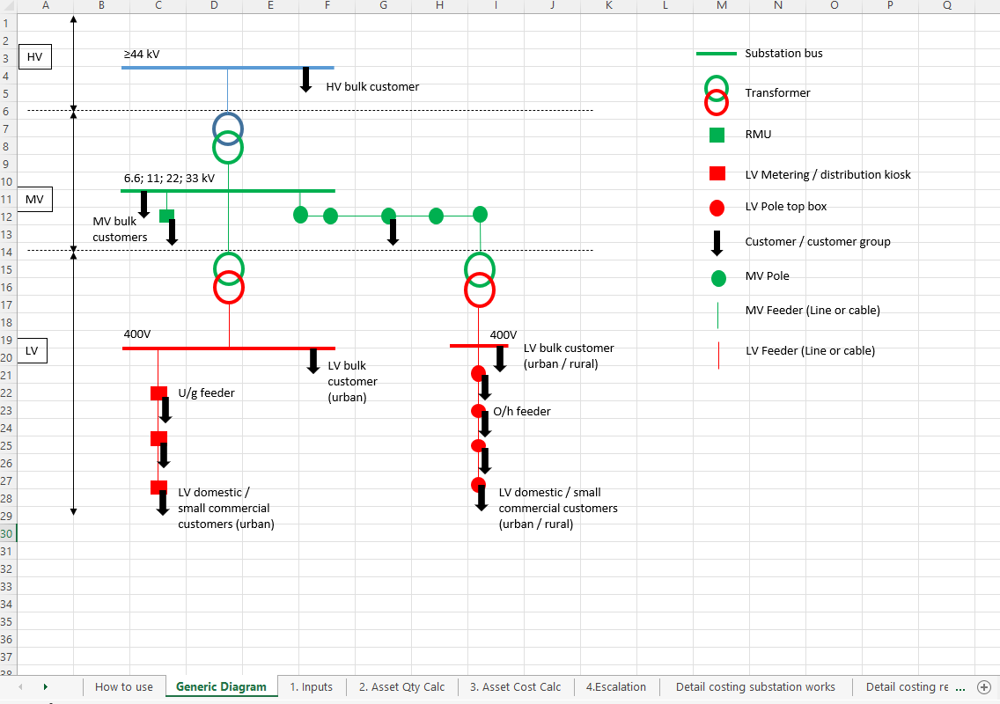 A B C D E F G H I J K L M N O P Q
1
2
3
4
5
6
7
8
9
10
11
12
13
14
15
16
17
18
19
20
21
22
23
24
25
26
27
28
29
30
31
32
33
34
35
36
37
38
HV
≥44 kV
HV bulk customer
MV
6.6; 11; 22; 33 kV
MV bulk
customers
LV
400V
LV bulk
customer
(urban)
U/g feeder
LV domestic /
small commercial
customers (urban)
400V
LV bulk customer
(urban / rural)
O/h feeder
LV domestic / small
commercial customers
(urban / rural)
Substation bus
Transformer
RMU
LV Metering / distribution kiosk
LV Pole top box
Customer / customer group
MV Pole
MV Feeder (Line or cable)
LV Feeder (Line or cable)
How to use Generic Diagram 1. Inputs 2. Asset Qty Calc 3. Asset Cost Calc 4.Escalation Detail costing substation works Detail costing re ...